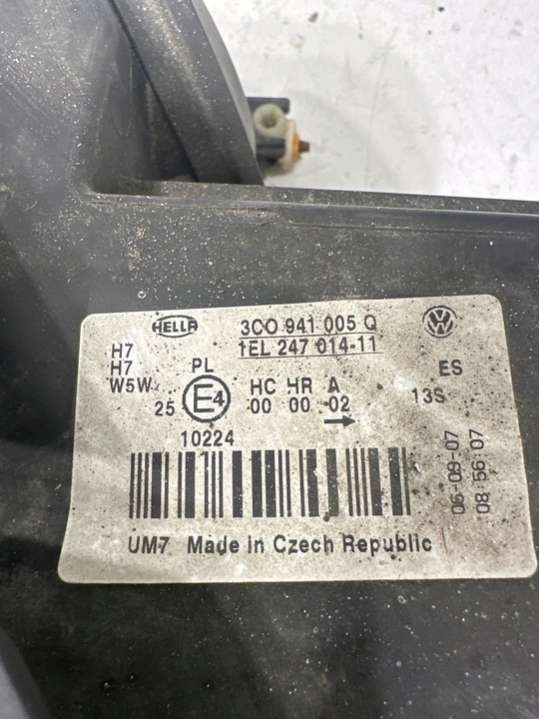 HELLA
3C0 941 005 Q
1EL 247 014-11
H7
H7
W5W
PL
HC HR A
ES
25
E4
00 00 02
13S
10224
06-09-07
08:56:07
UM7 Made in Czech Republic